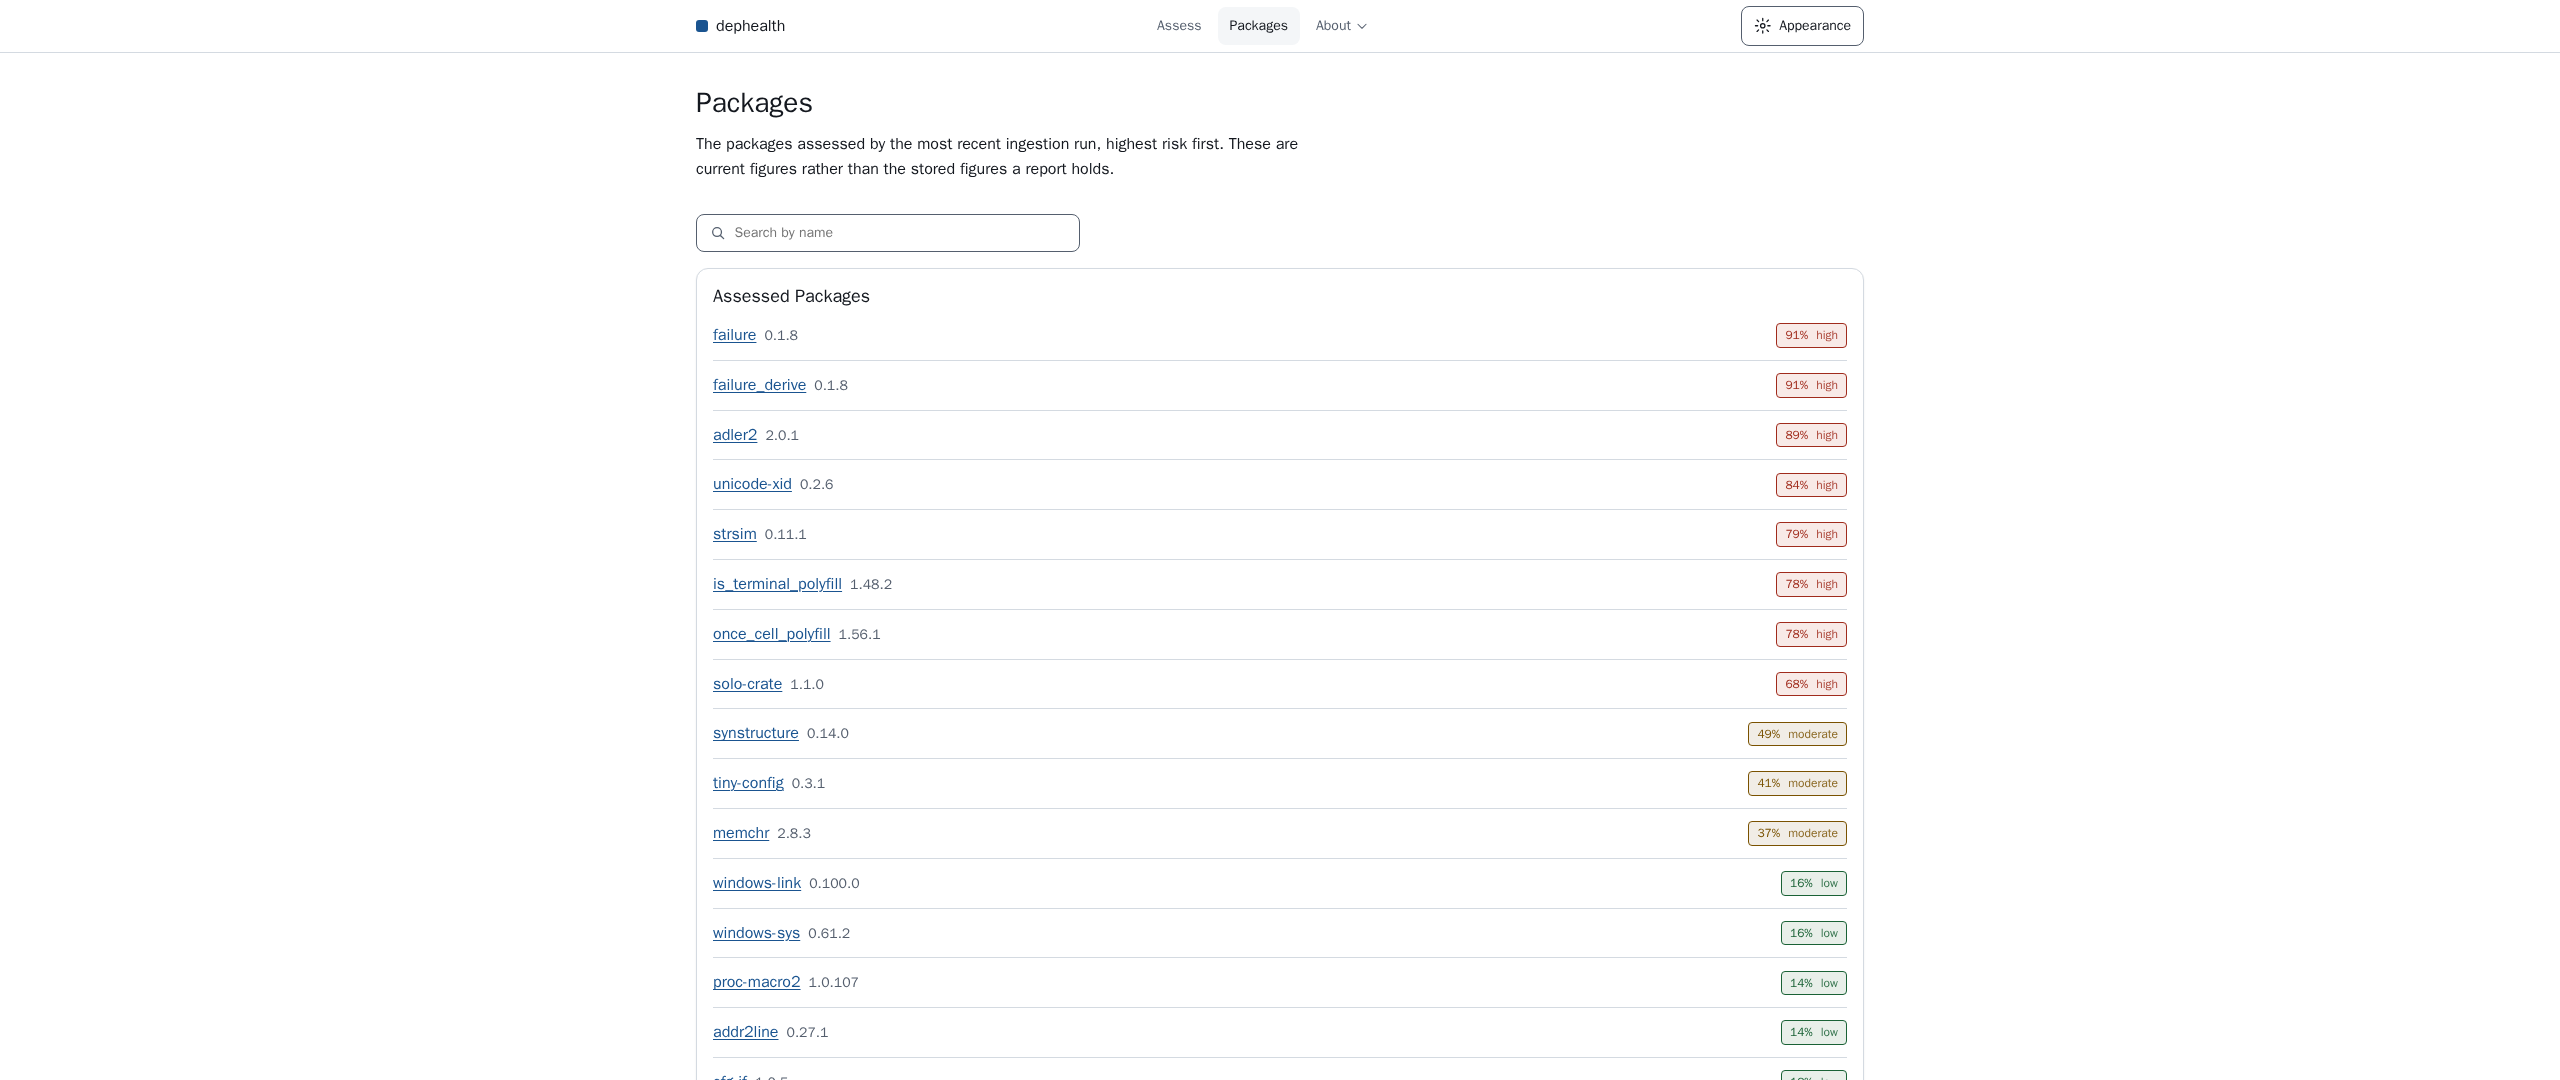 dephealth
Assess
Packages
About
Appearance
Packages
The packages assessed by the most recent ingestion run, highest risk first. These are
current figures rather than the stored figures a report holds.
Search by name
Assessed Packages
failure 0.1.8 91% high
failure_derive 0.1.8 91% high
adler2 2.0.1 89% high
unicode-xid 0.2.6 84% high
strsim 0.11.1 79% high
is_terminal_polyfill 1.48.2 78% high
once_cell_polyfill 1.56.1 78% high
solo-crate 1.1.0 68% high
synstructure 0.14.0 49% moderate
tiny-config 0.3.1 41% moderate
memchr 2.8.3 37% moderate
windows-link 0.100.0 16% low
windows-sys 0.61.2 16% low
proc-macro2 1.0.107 14% low
addr2line 0.27.1 14% low